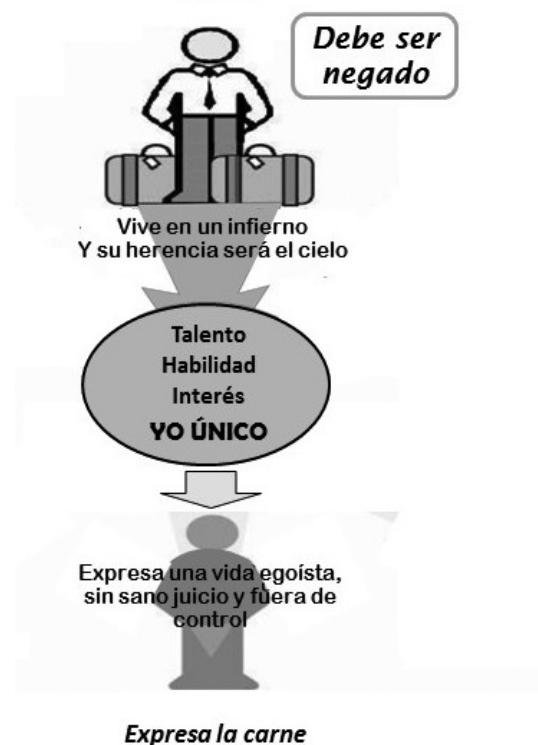 Debe ser
negado
Vive en un infierno
Y su herencia será el cielo
Talento
Habilidad
Interés
YO ÚNICO
Expresa una vida egoísta,
sin sano juicio y fuera de
control
Expresa la carne